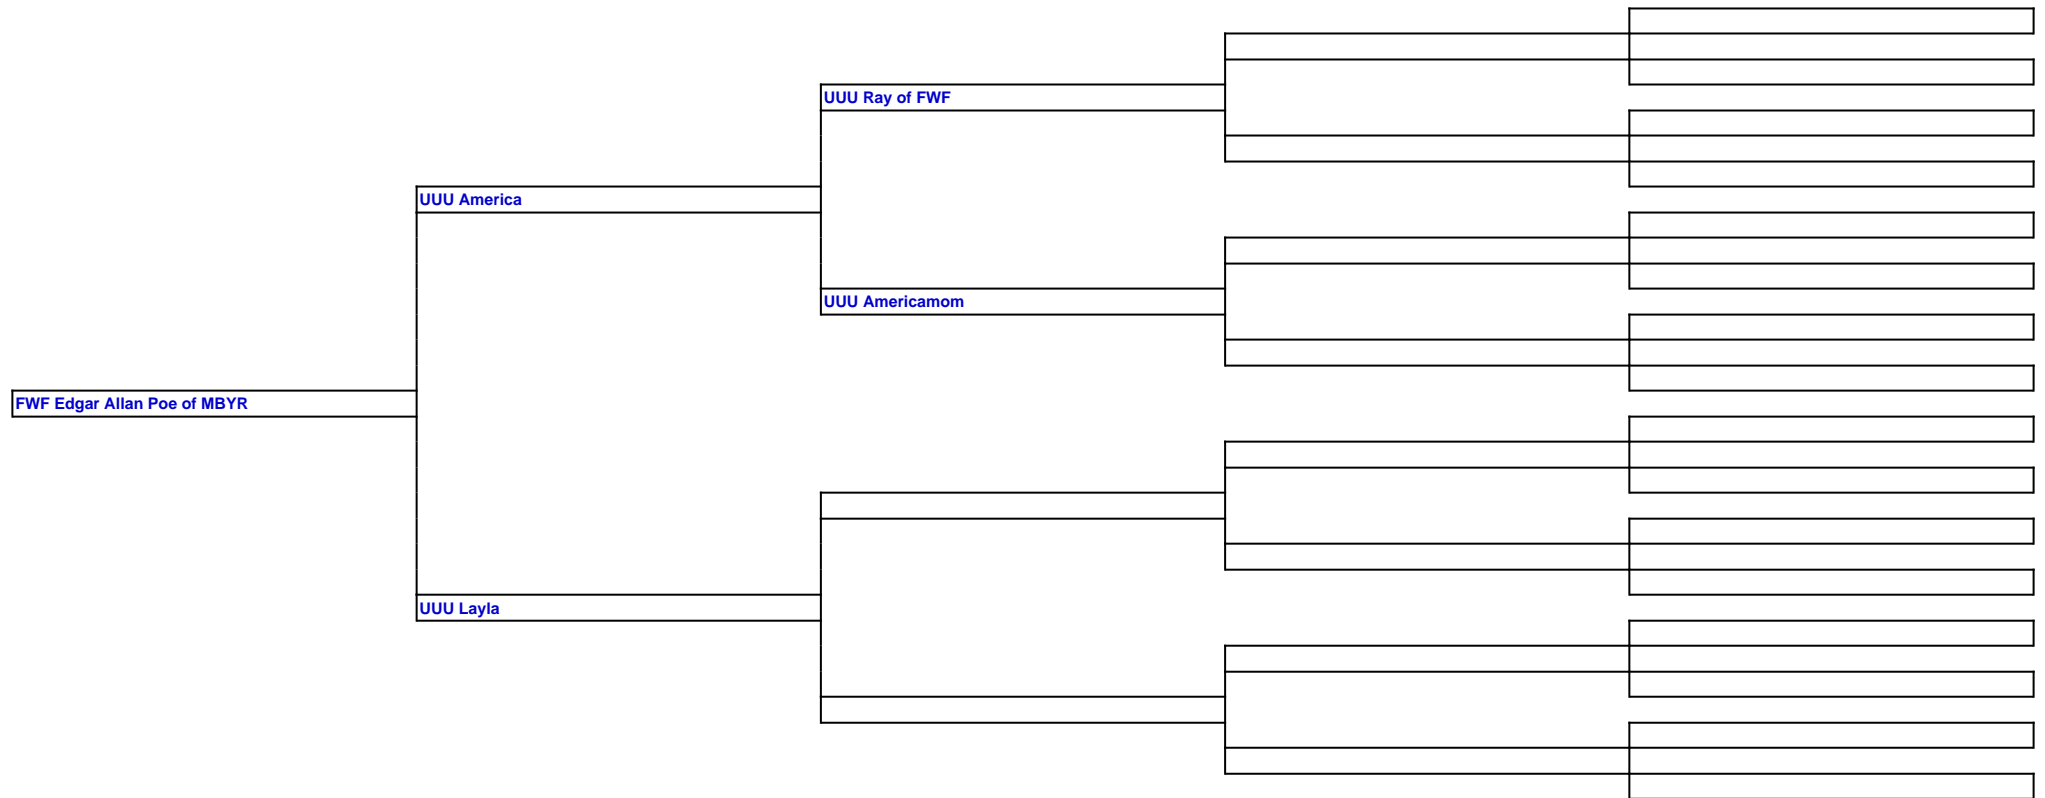 UUU Ray of FWF
UUU America
UUU Americamom
FWF Edgar Allan Poe of MBYR
UUU Layla